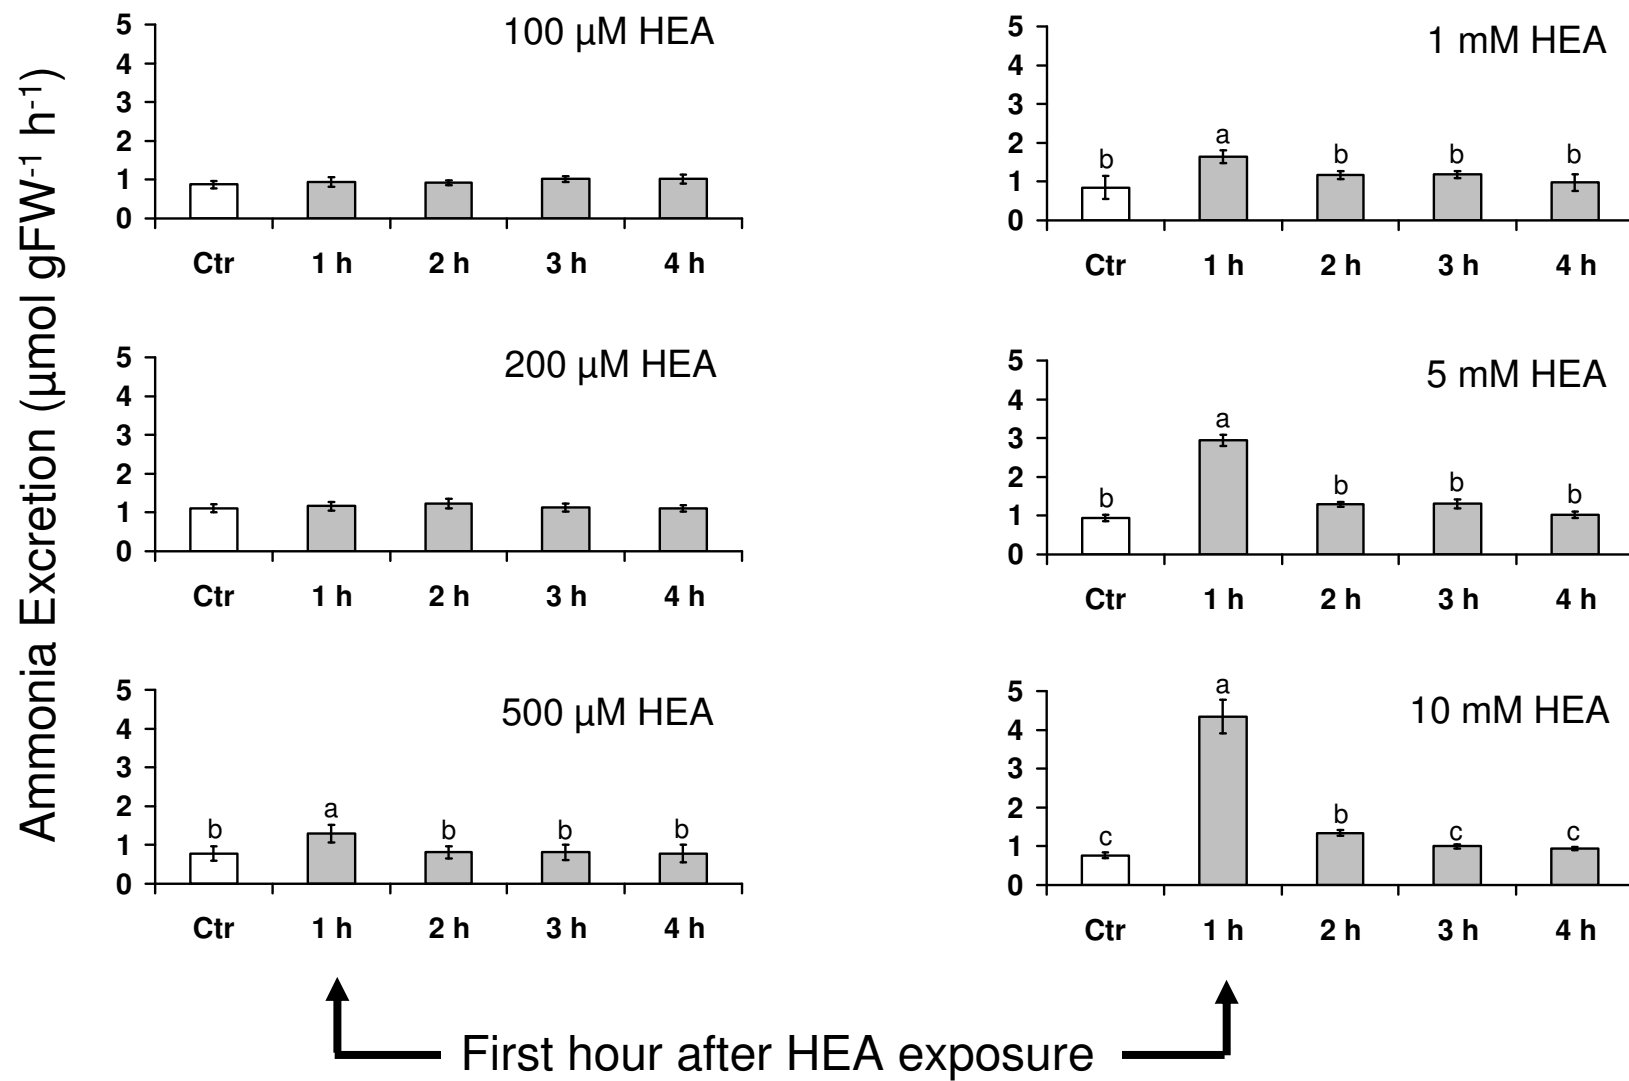 Ammonia Excretion (µmol gFW-1 h-1)
100 µM HEA
5
4
3
2
1
0
Ctr 1 h 2 h 3 h 4 h
1 mM HEA
5
4
3
2
1
0
b a b b b
Ctr 1 h 2 h 3 h 4 h
200 µM HEA
5
4
3
2
1
0
Ctr 1 h 2 h 3 h 4 h
5 mM HEA
5
4
3
2
1
0
b a b b b
Ctr 1 h 2 h 3 h 4 h
500 µM HEA
5
4
3
2
1
0
b a b b b
Ctr 1 h 2 h 3 h 4 h
10 mM HEA
5
4
3
2
1
0
c a b c c
Ctr 1 h 2 h 3 h 4 h
First hour after HEA exposure